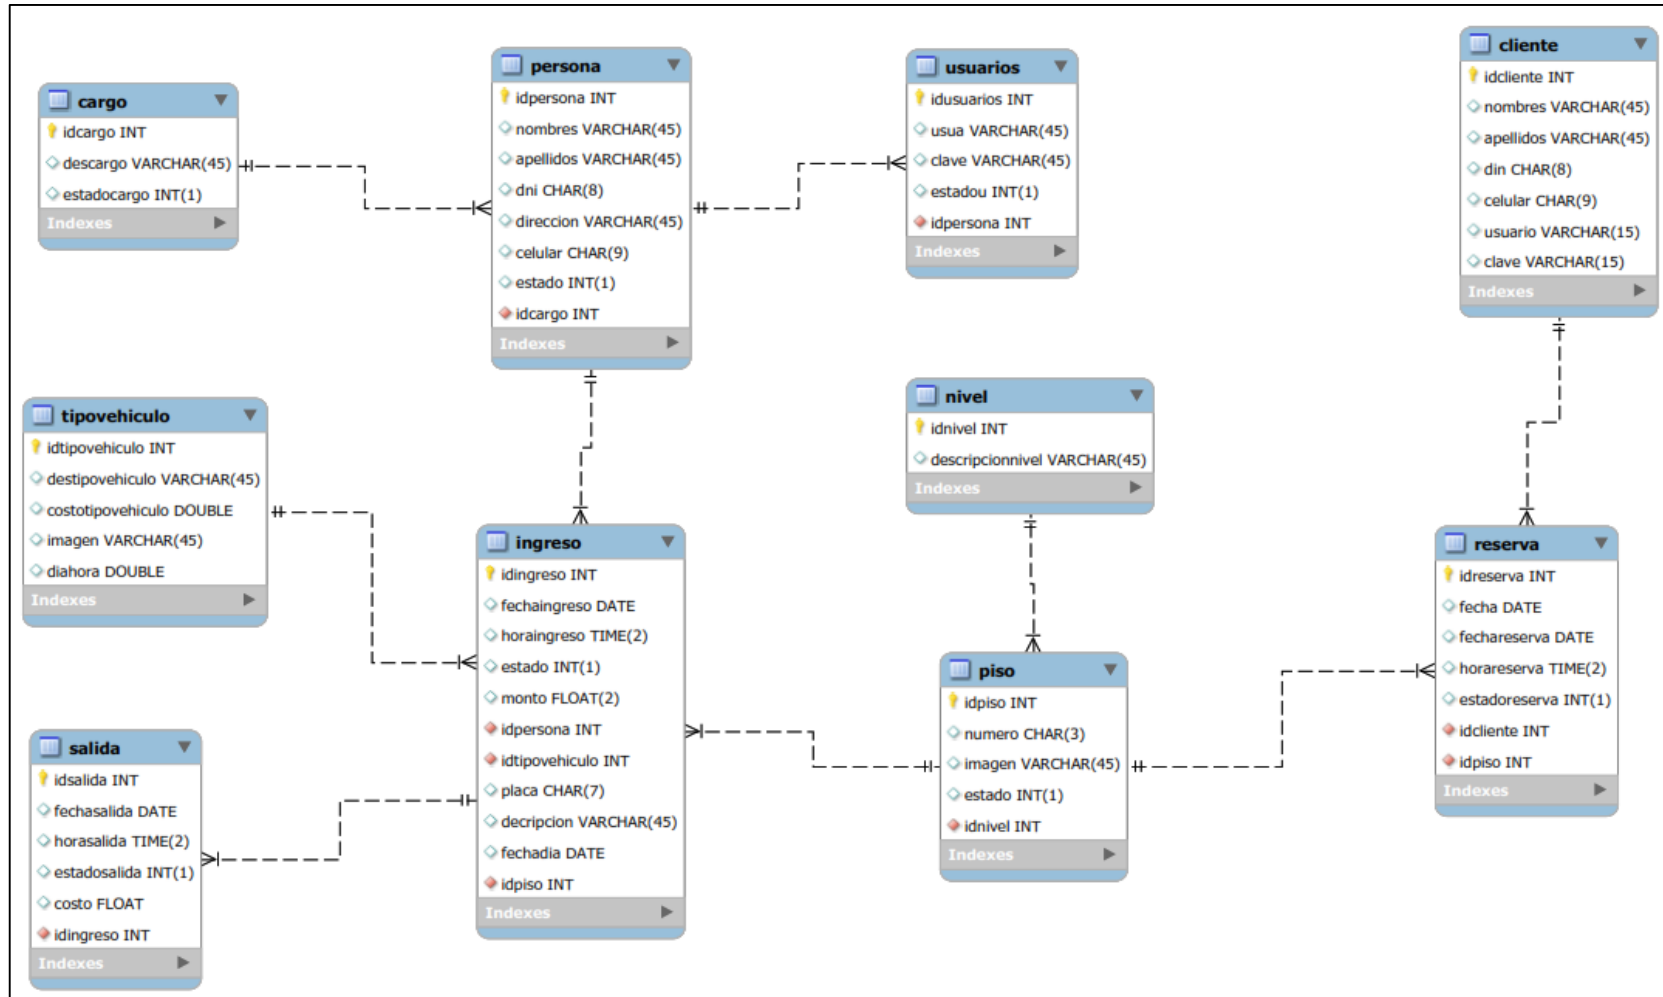 cargo
idcargo INT
descargo VARCHAR(45)
estadocargo INT(1)
Indexes
persona
idpersona INT
nombres VARCHAR(45)
apellidos VARCHAR(45)
dni CHAR(8)
direccion VARCHAR(45)
celular CHAR(9)
estado INT(1)
idcargo INT
Indexes
usuarios
idusuarios INT
usua VARCHAR(45)
clave VARCHAR(45)
estadou INT(1)
idpersona INT
Indexes
cliente
idcliente INT
nombres VARCHAR(45)
apellidos VARCHAR(45)
din CHAR(8)
celular CHAR(9)
usuario VARCHAR(15)
clave VARCHAR(15)
Indexes
tipovehiculo
idtipovehiculo INT
destipovehiculo VARCHAR(45)
costotipovehiculo DOUBLE
imagen VARCHAR(45)
diahora DOUBLE
Indexes
nivel
idnivel INT
descripcionnivel VARCHAR(45)
Indexes
ingreso
idingreso INT
fechaingreso DATE
horaingreso TIME(2)
estado INT(1)
monto FLOAT(2)
idpersona INT
idtipovehiculo INT
placa CHAR(7)
decripcion VARCHAR(45)
fechadia DATE
idpiso INT
Indexes
reserva
idreserva INT
fecha DATE
fechareserva DATE
horareserva TIME(2)
estadoreserva INT(1)
idcliente INT
idpiso INT
Indexes
piso
idpiso INT
numero CHAR(3)
imagen VARCHAR(45)
estado INT(1)
idnivel INT
Indexes
salida
idsalida INT
fechasalida DATE
horasalida TIME(2)
estadosalida INT(1)
costo FLOAT
idingreso INT
Indexes